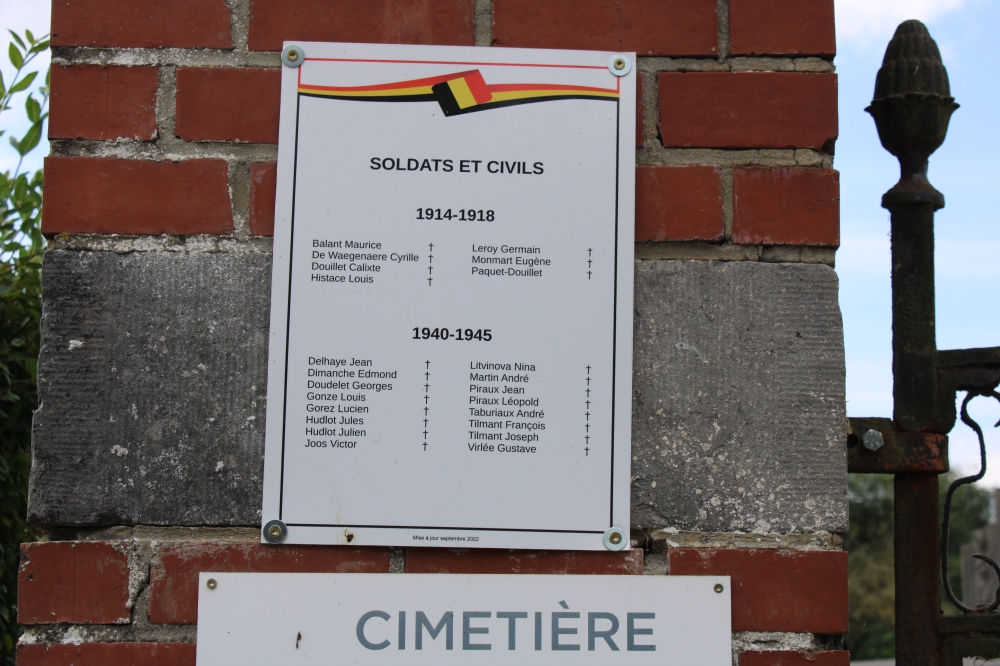 SOLDATS ET CIVILS
1914-1918
Balant Maurice †
De Waegenaere Cyrille †
Douillet Calixte †
Histace Louis †
Leroy Germain †
Monmart Eugène †
Paquet-Douillet †
1940-1945
Delhaye Jean †
Dimanche Edmond †
Doudelet Georges †
Gonze Louis †
Gorez Lucien †
Hudlot Jules †
Hudlot Julien †
Joos Victor †
Litvinova Nina †
Martin André †
Piraux Jean †
Piraux Léopold †
Taburiaux André †
Tilmant François †
Tilmant Joseph †
Virlée Gustave †
Mise à jour septembre 2022
CIMETIÈRE